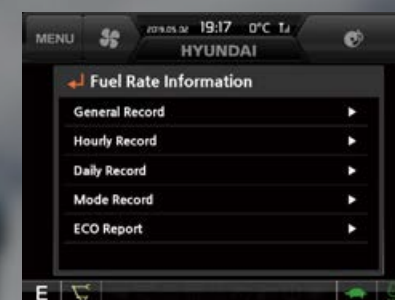 MENU
2019.05.02 19:17 0°C
HYUNDAI
Fuel Rate Information
General Record
Hourly Record
Daily Record
Mode Record
ECO Report
E